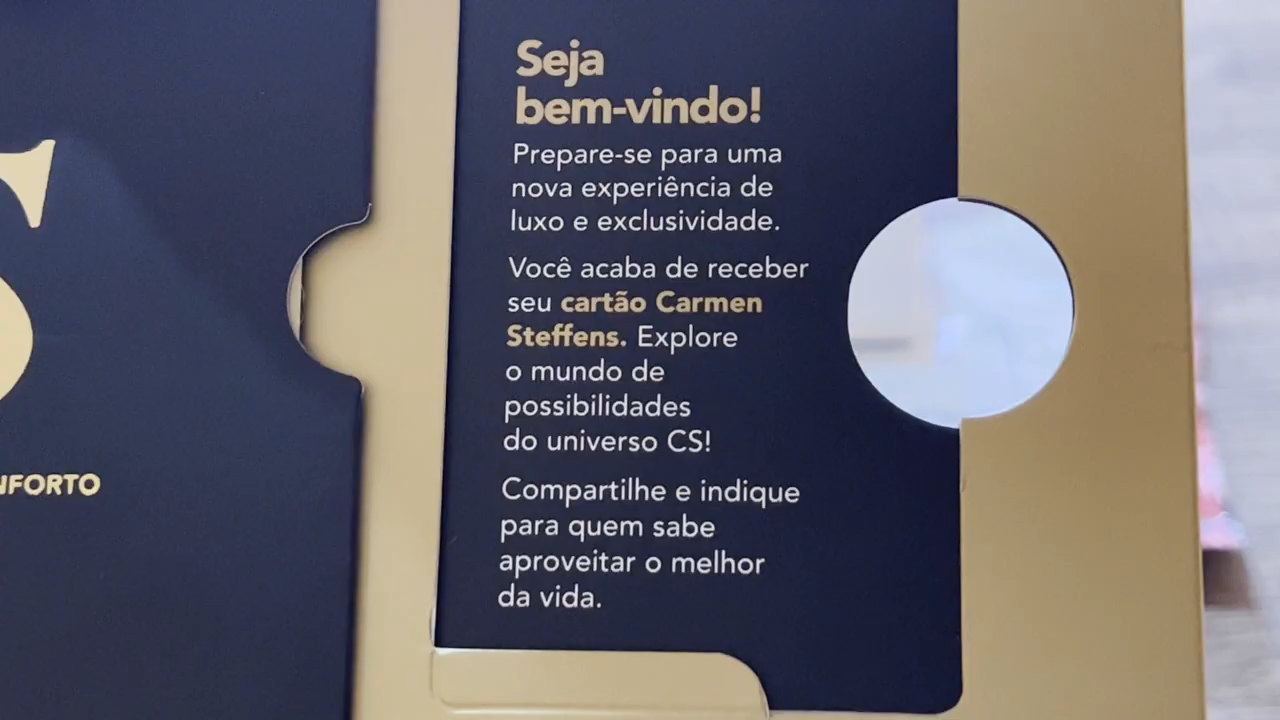 Seja
bem-vindo!
Prepare-se para uma
nova experiência de
luxo e exclusividade.
Você acaba de receber
seu cartão Carmen
Steffens. Explore
o mundo de
possibilidades
do universo CS!
Compartilhe e indique
para quem sabe
aproveitar o melhor
da vida.
S
NFORTO